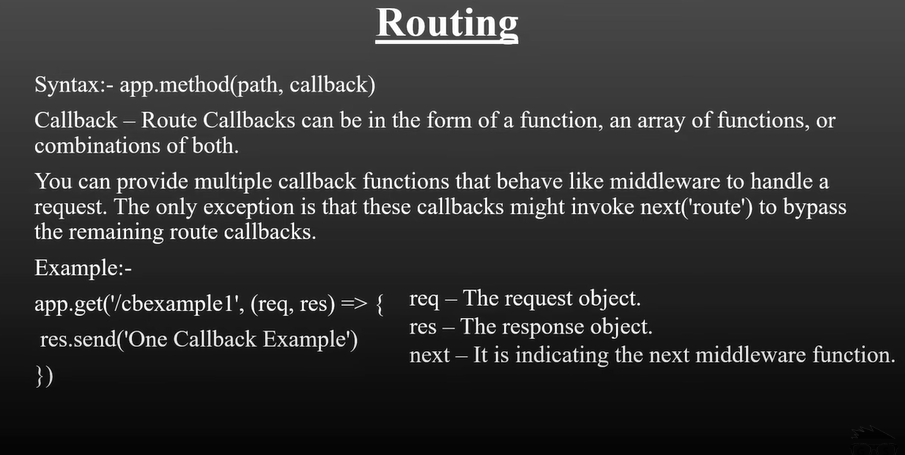 Routing
Syntax:- app.method(path, callback)
Callback – Route Callbacks can be in the form of a function, an array of functions, or
combinations of both.
You can provide multiple callback functions that behave like middleware to handle a
request. The only exception is that these callbacks might invoke next('route') to bypass
the remaining route callbacks.
Example:-
app.get('/cbexample1', (req, res) => {
res.send('One Callback Example')
})
req – The request object.
res – The response object.
next – It is indicating the next middleware function.